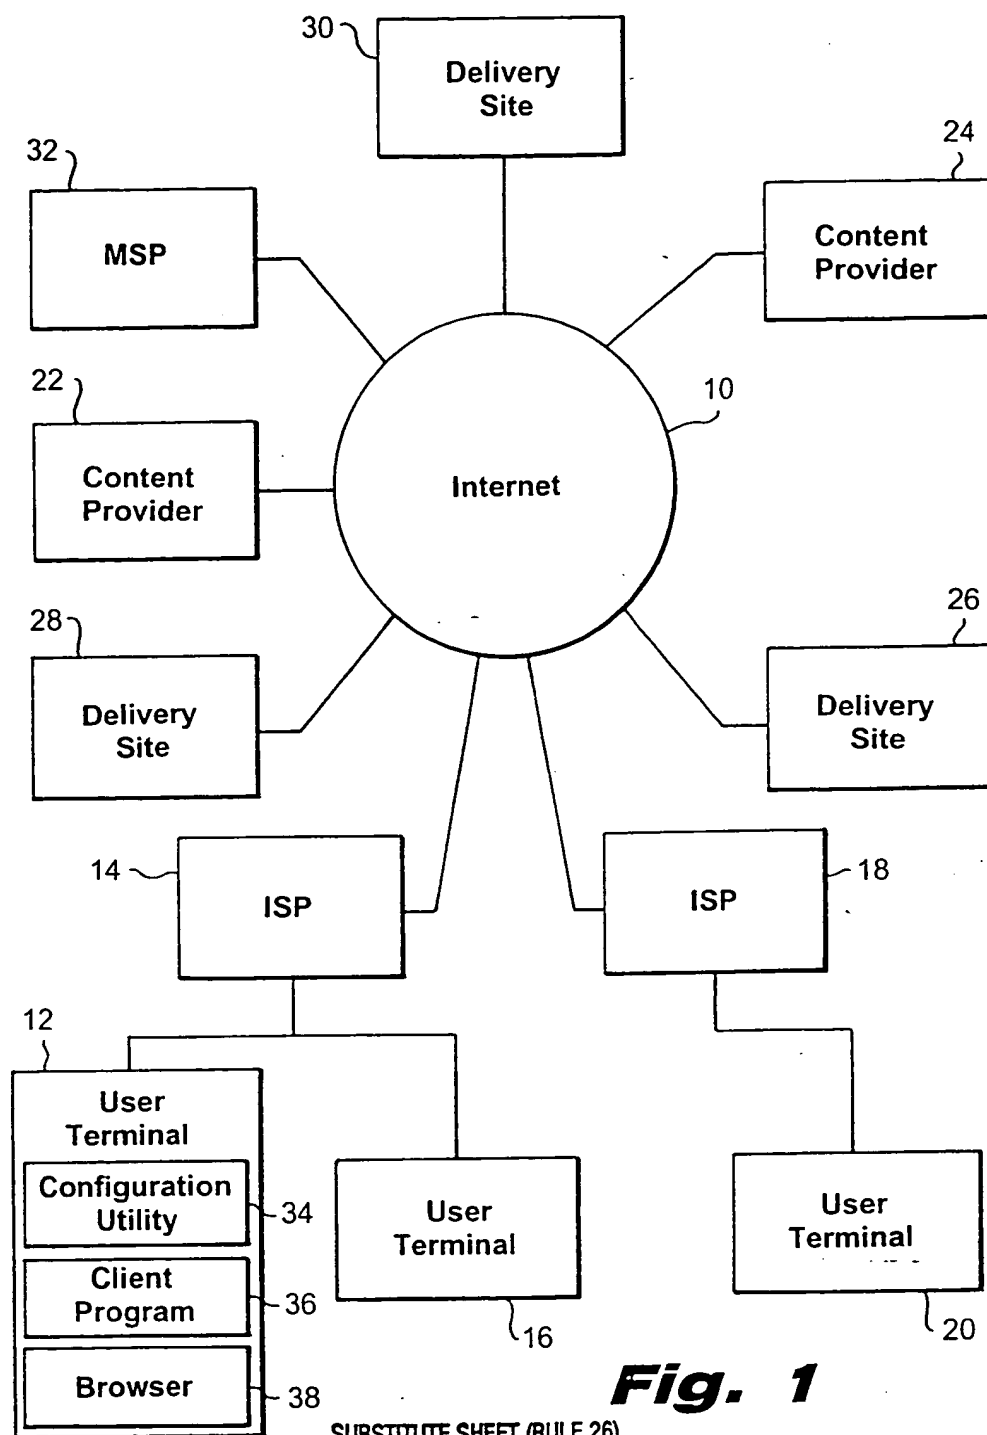 30
Delivery
Site
32
MSP
24
Content
Provider
22
Content
Provider
10
Internet
28
Delivery
Site
26
Delivery
Site
14
ISP
18
ISP
12
User
Terminal
Configuration
Utility
34
Client
Program
36
Browser
38
User
Terminal
16
User
Terminal
20
Fig. 1
SUBSTITUTE SHEET (RULE 26)